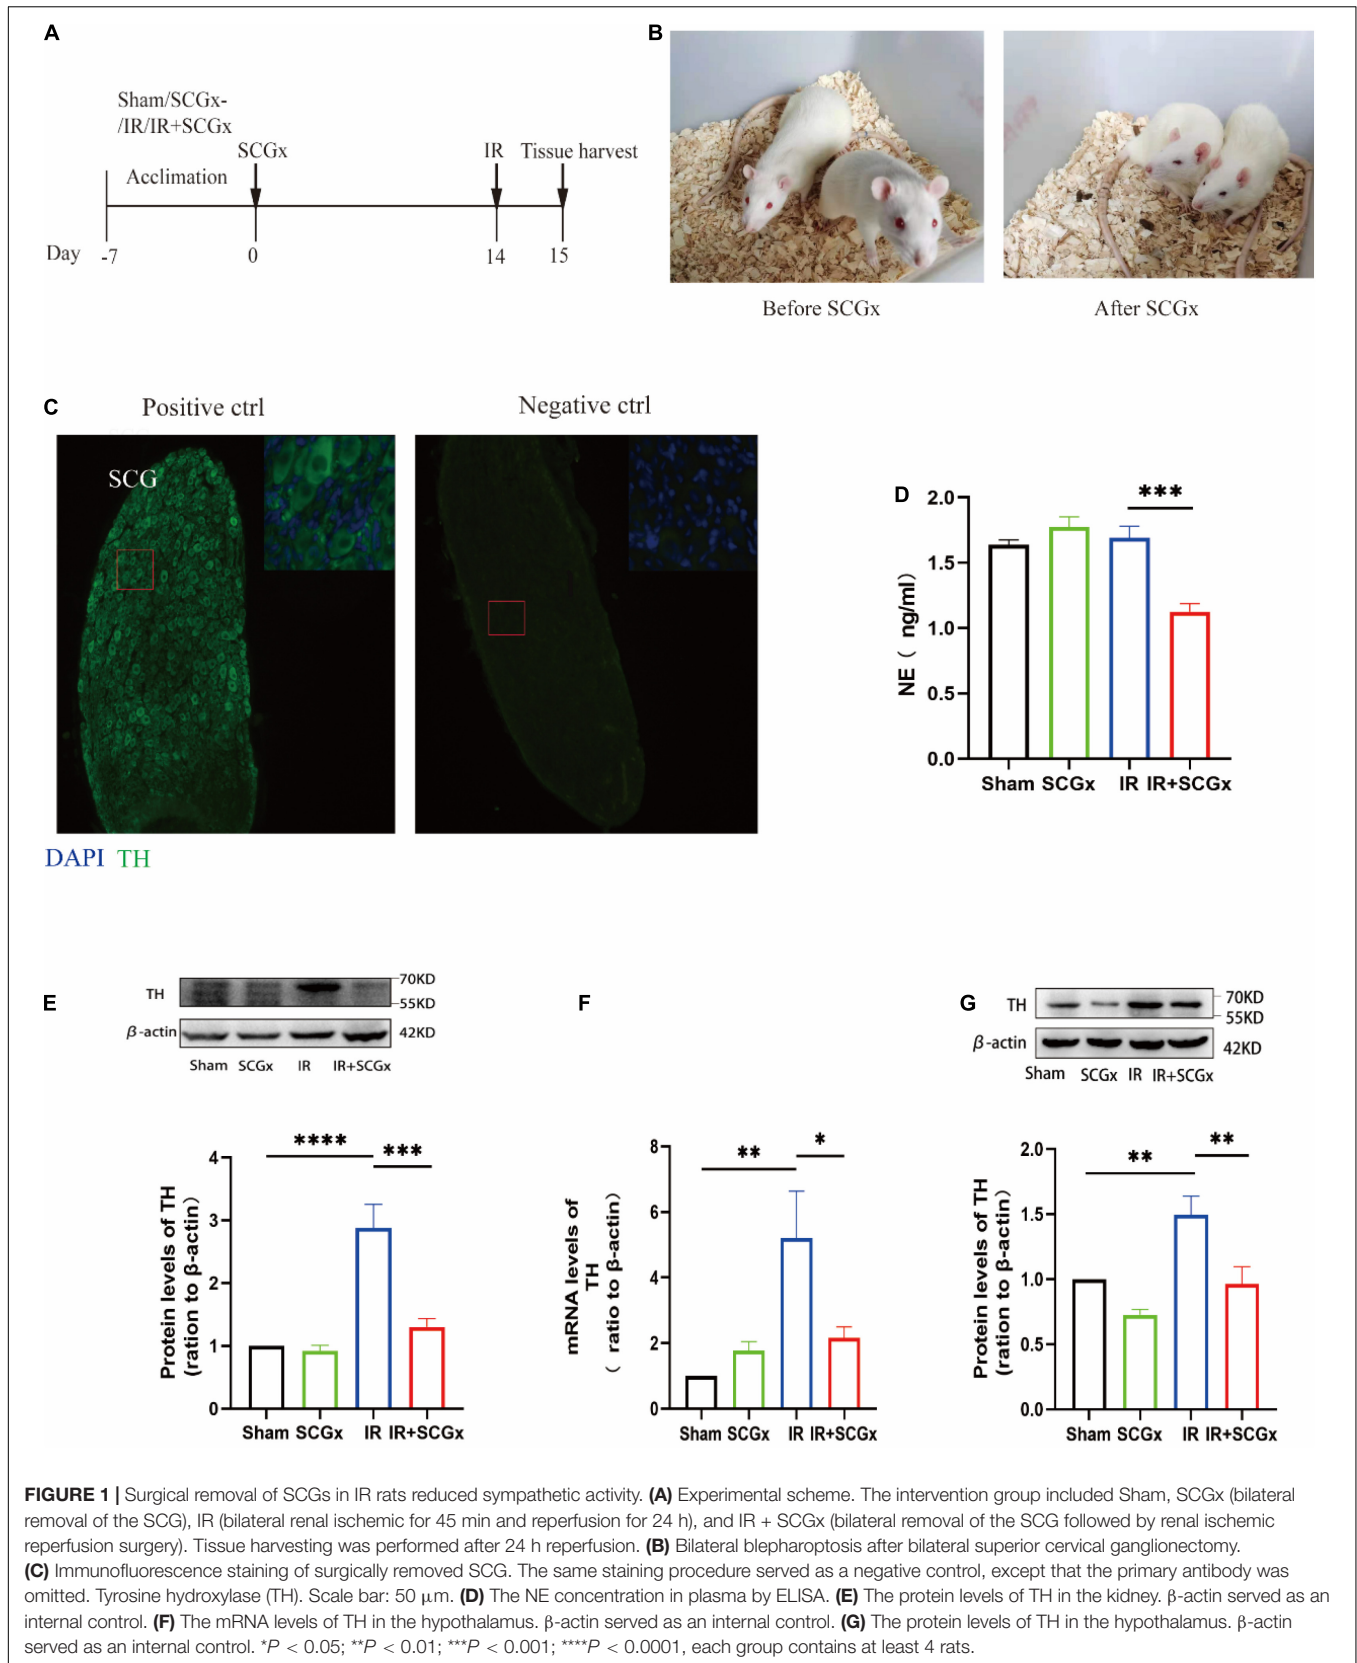 A
Sham/SCGx-
/IR/IR+SCGx
SCGx
IR
Tissue harvest
Acclimation
Day
-7
0
14
15
B
Before SCGx
After SCGx
C
Positive ctrl
Negative ctrl
SCG
DAPI TH
D
***
NE ( ng/ml)
2.0
1.5
1.0
0.5
0.0
Sham SCGx IR IR+SCGx
E
TH
70KD
55KD
β-actin
42KD
Sham SCGx IR IR+SCGx
****
***
Protein levels of TH
(ration to β-actin)
4
3
2
1
0
Sham SCGx IR IR+SCGx
F
**
*
mRNA levels of
TH
( ratio to β-actin)
8
6
4
2
0
Sham SCGx IR IR+SCGx
G
TH
70KD
55KD
β-actin
42KD
Sham SCGx IR IR+SCGx
**
**
Protein levels of TH
(ration to β-actin)
2.0
1.5
1.0
0.5
0.0
Sham SCGx IR IR+SCGx
FIGURE 1 | Surgical removal of SCGs in IR rats reduced sympathetic activity. (A) Experimental scheme. The intervention group included Sham, SCGx (bilateral
removal of the SCG), IR (bilateral renal ischemic for 45 min and reperfusion for 24 h), and IR + SCGx (bilateral removal of the SCG followed by renal ischemic
reperfusion surgery). Tissue harvesting was performed after 24 h reperfusion. (B) Bilateral blepharoptosis after bilateral superior cervical ganglionectomy.
(C) Immunofluorescence staining of surgically removed SCG. The same staining procedure served as a negative control, except that the primary antibody was
omitted. Tyrosine hydroxylase (TH). Scale bar: 50 μm. (D) The NE concentration in plasma by ELISA. (E) The protein levels of TH in the kidney. β-actin served as an
internal control. (F) The mRNA levels of TH in the hypothalamus. β-actin served as an internal control. (G) The protein levels of TH in the hypothalamus. β-actin
served as an internal control. *P < 0.05; **P < 0.01; ***P < 0.001; ****P < 0.0001, each group contains at least 4 rats.